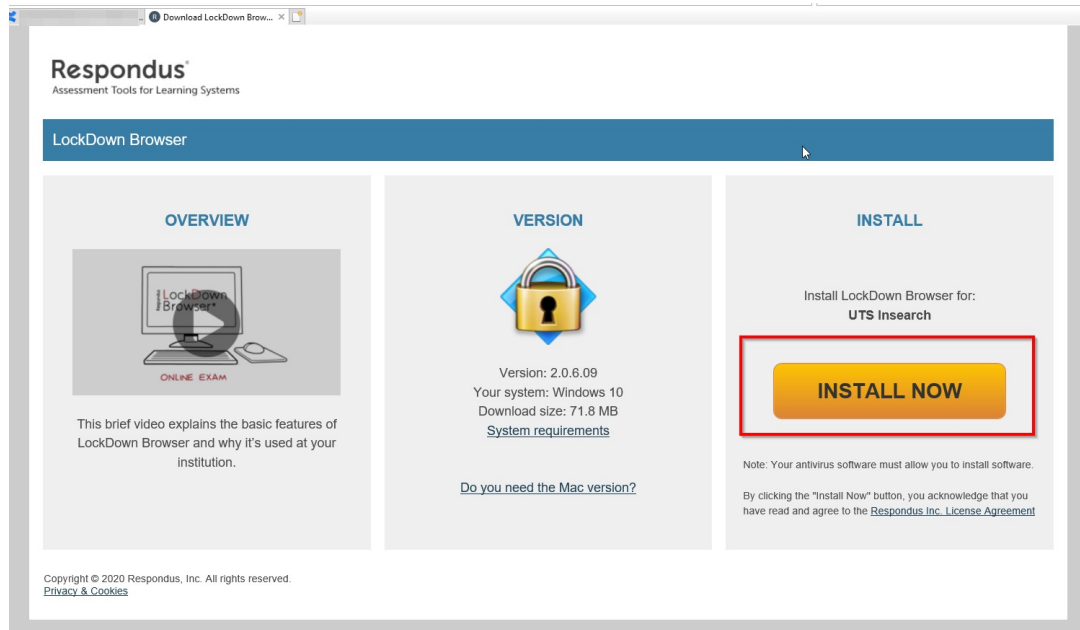 Download LockDown Brow...
Respondus®
Assessment Tools for Learning Systems
LockDown Browser
OVERVIEW
LockDown
Browser
ONLINE EXAM
This brief video explains the basic features of
LockDown Browser and why it's used at your
institution.
VERSION
Version: 2.0.6.09
Your system: Windows 10
Download size: 71.8 MB
System requirements
Do you need the Mac version?
INSTALL
Install LockDown Browser for:
UTS Insearch
INSTALL NOW
Note: Your antivirus software must allow you to install software.
By clicking the "Install Now" button, you acknowledge that you
have read and agree to the Respondus Inc. License Agreement
Copyright © 2020 Respondus, Inc. All rights reserved.
Privacy & Cookies